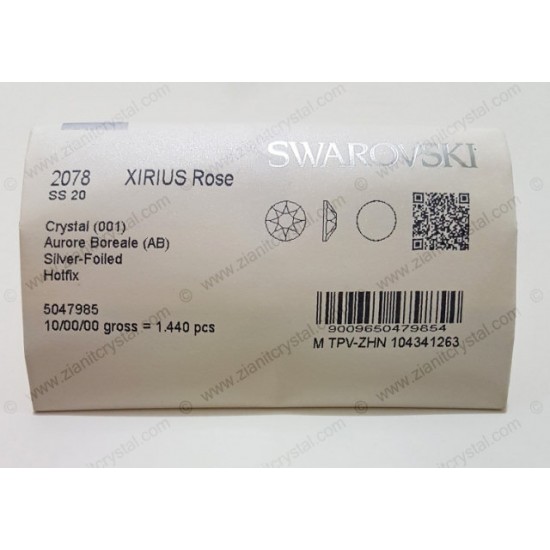 SWAROVSKI
2078 XIRIUS Rose
SS 20
Crystal (001)
Aurore Boreale (AB)
Silver-Foiled
Hotfix
5047985
10/00/00 gross = 1.440 pcs
9009650479854
M TPV-ZHN 104341263
© www.zianitcrystal.com